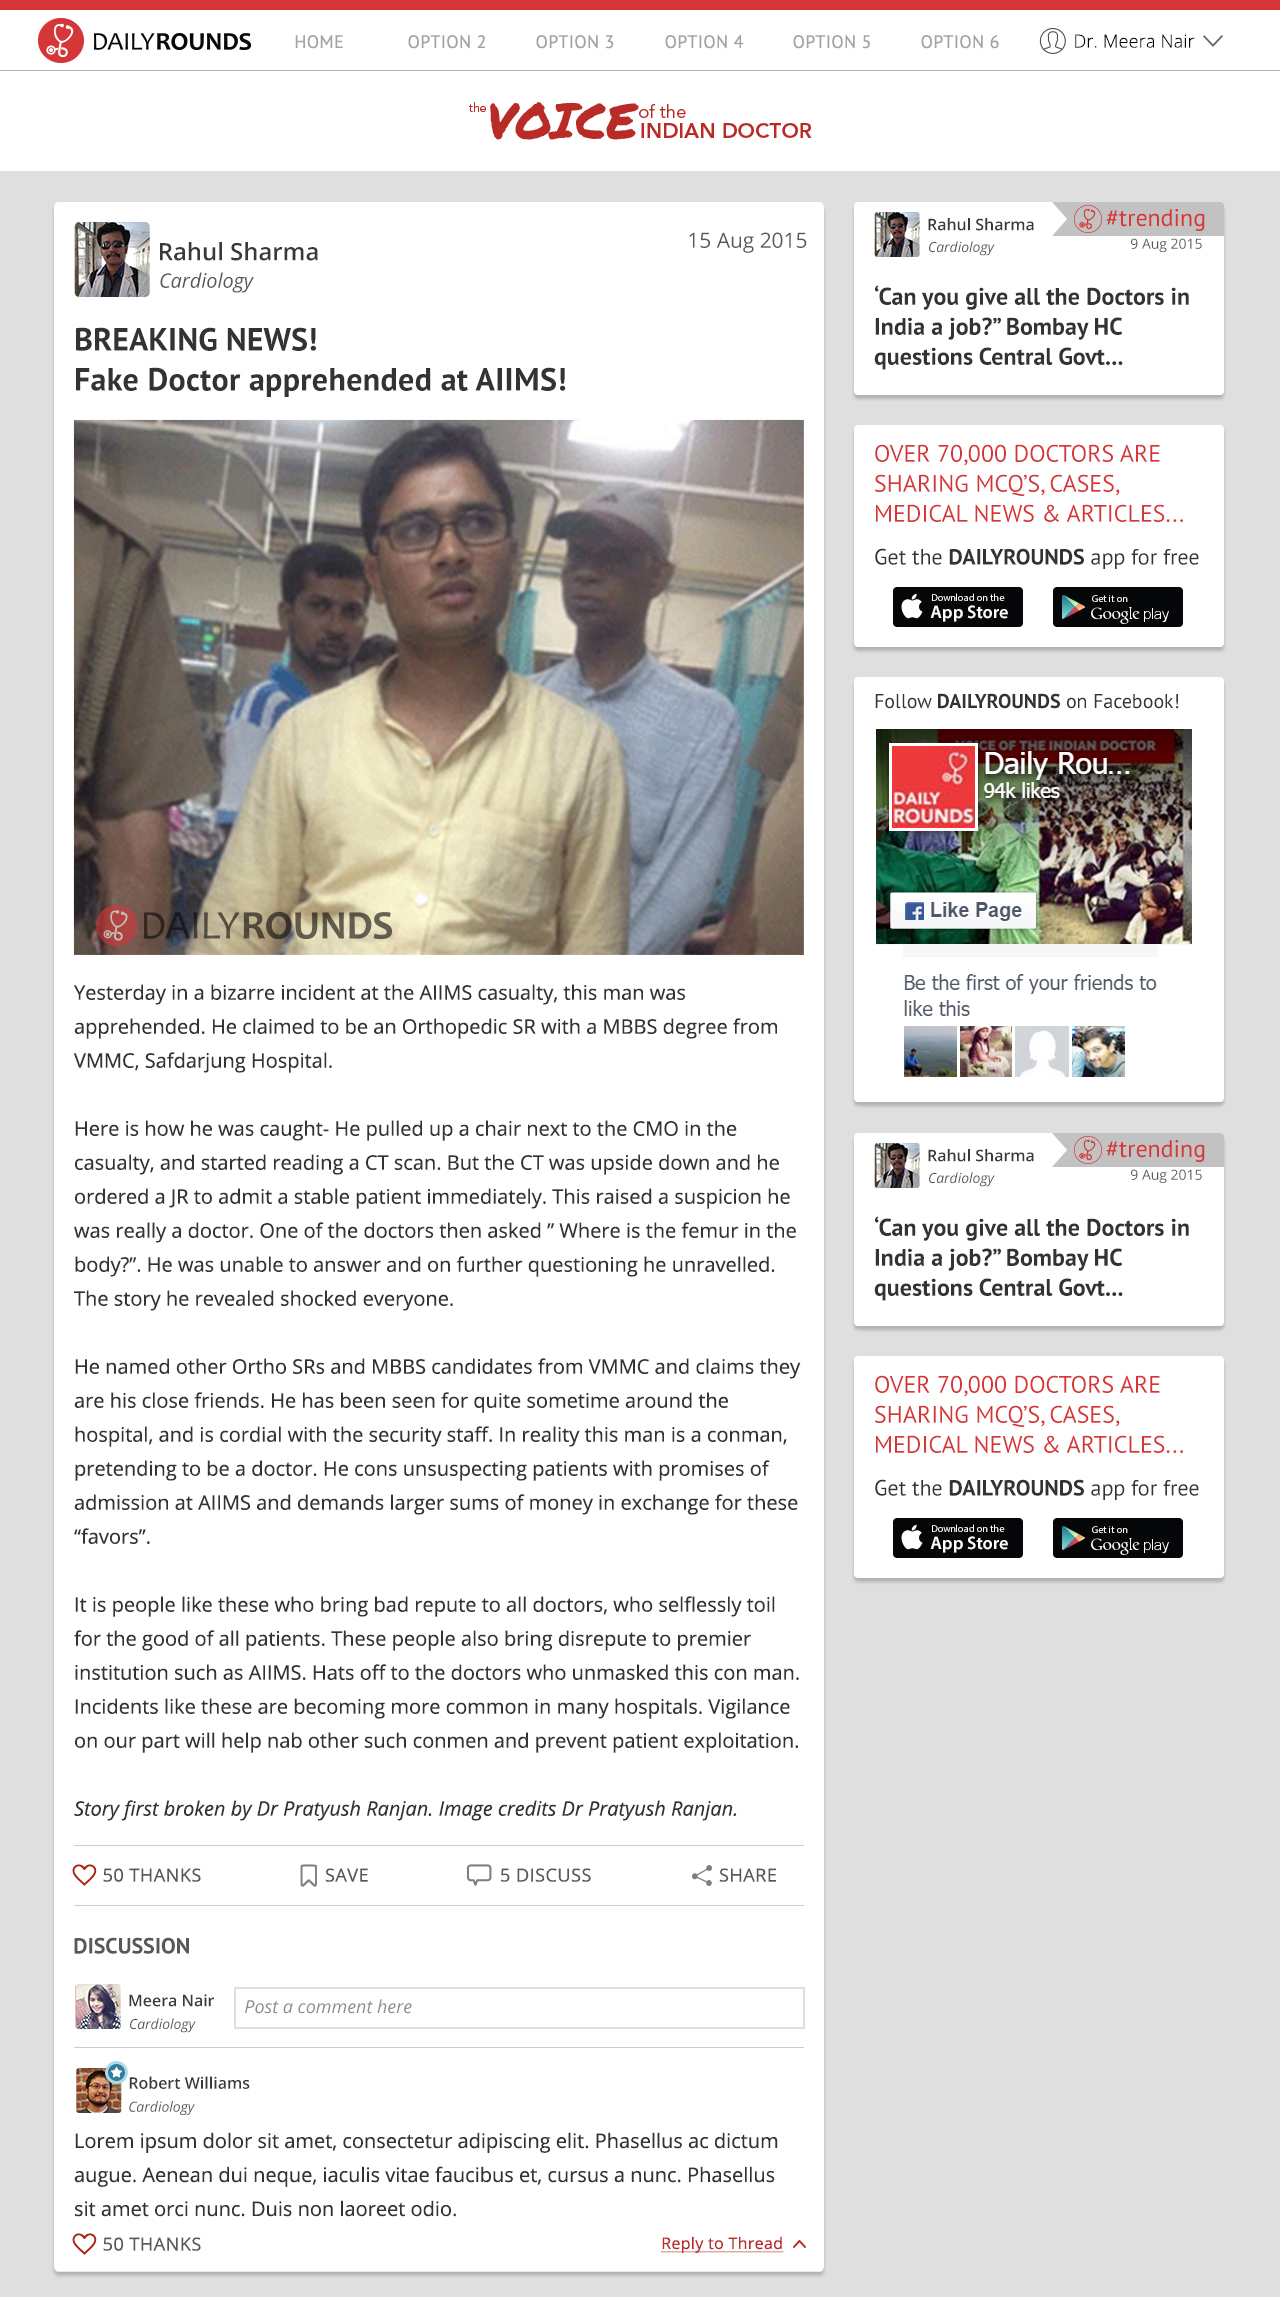 DAILYROUNDS
HOME
OPTION 2
OPTION 3
OPTION 4
OPTION 5
OPTION 6
Dr. Meera Nair
the VOICE of the
INDIAN DOCTOR
Rahul Sharma
Cardiology
15 Aug 2015
BREAKING NEWS!
Fake Doctor apprehended at AIIMS!
DAILYROUNDS
Yesterday in a bizarre incident at the AIIMS casualty, this man was
apprehended. He claimed to be an Orthopedic SR with a MBBS degree from
VMMC, Safdarjung Hospital.
Here is how he was caught- He pulled up a chair next to the CMO in the
casualty, and started reading a CT scan. But the CT was upside down and he
ordered a JR to admit a stable patient immediately. This raised a suspicion he
was really a doctor. One of the doctors then asked ” Where is the femur in the
body?”. He was unable to answer and on further questioning he unravelled.
The story he revealed shocked everyone.
He named other Ortho SRs and MBBS candidates from VMMC and claims they
are his close friends. He has been seen for quite sometime around the
hospital, and is cordial with the security staff. In reality this man is a conman,
pretending to be a doctor. He cons unsuspecting patients with promises of
admission at AIIMS and demands larger sums of money in exchange for these
“favors”.
It is people like these who bring bad repute to all doctors, who selflessly toil
for the good of all patients. These people also bring disrepute to premier
institution such as AIIMS. Hats off to the doctors who unmasked this con man.
Incidents like these are becoming more common in many hospitals. Vigilance
on our part will help nab other such conmen and prevent patient exploitation.
Story first broken by Dr Pratyush Ranjan. Image credits Dr Pratyush Ranjan.
50 THANKS
SAVE
5 DISCUSS
SHARE
DISCUSSION
Meera Nair
Cardiology
Post a comment here
Robert Williams
Cardiology
Lorem ipsum dolor sit amet, consectetur adipiscing elit. Phasellus ac dictum
augue. Aenean dui neque, iaculis vitae faucibus et, cursus a nunc. Phasellus
sit amet orci nunc. Duis non laoreet odio.
50 THANKS
Reply to Thread
Rahul Sharma
Cardiology
#trending
9 Aug 2015
‘Can you give all the Doctors in
India a job?” Bombay HC
questions Central Govt...
OVER 70,000 DOCTORS ARE
SHARING MCQ’S, CASES,
MEDICAL NEWS & ARTICLES...
Get the DAILYROUNDS app for free
Download on the
App Store
Get it on
Google play
Follow DAILYROUNDS on Facebook!
VOICE OF THE INDIAN DOCTOR
DAILY
ROUNDS
Daily Rou...
94k likes
Like Page
Be the first of your friends to
like this
Rahul Sharma
Cardiology
#trending
9 Aug 2015
‘Can you give all the Doctors in
India a job?” Bombay HC
questions Central Govt...
OVER 70,000 DOCTORS ARE
SHARING MCQ’S, CASES,
MEDICAL NEWS & ARTICLES...
Get the DAILYROUNDS app for free
Download on the
App Store
Get it on
Google play